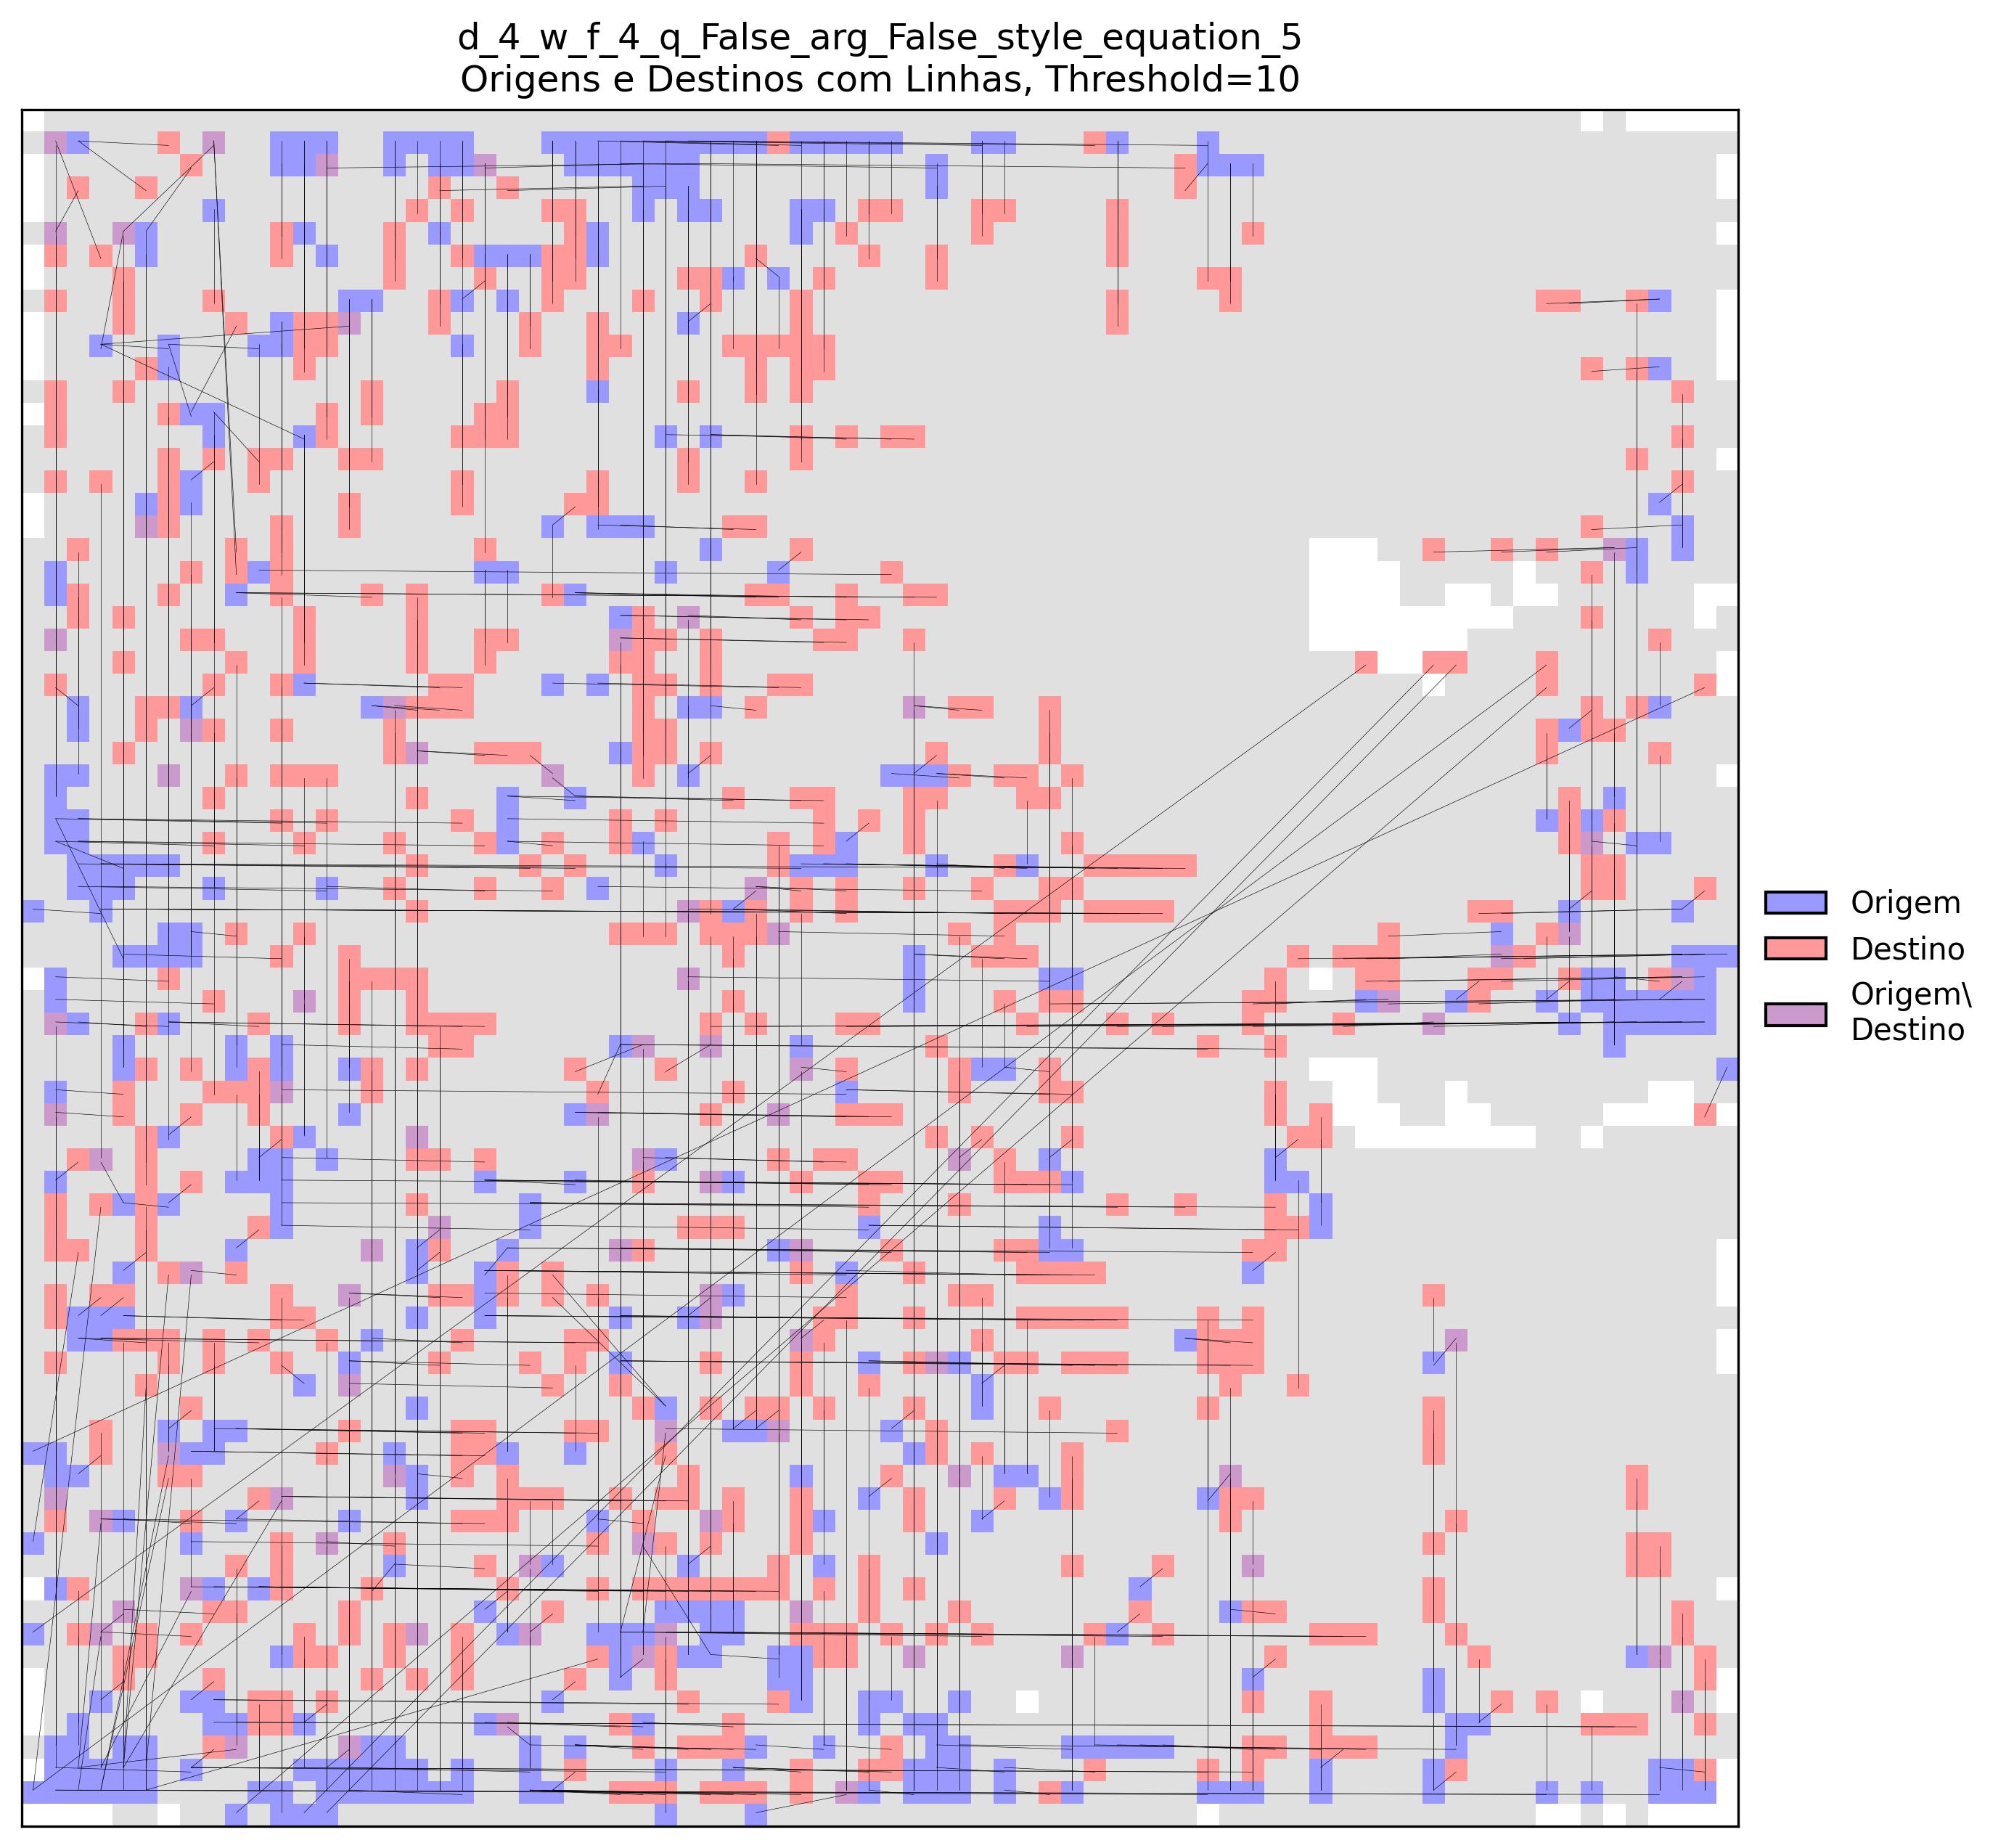 d_4_w_f_4_q_False_arg_False_style_equation_5
Origens e Destinos com Linhas, Threshold=10
Origem
Destino
Origem\
Destino